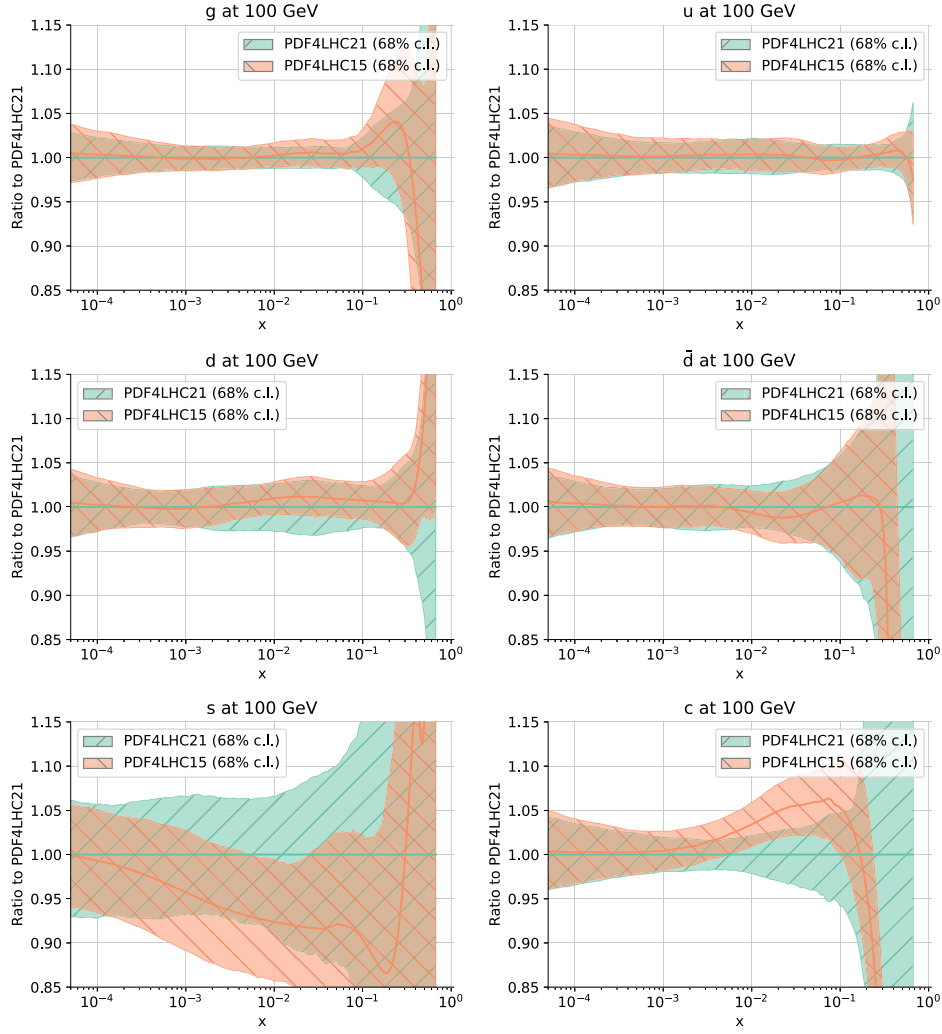 g at 100 GeV
Ratio to PDF4LHC21
1.15
1.10
1.05
1.00
0.95
0.90
0.85
PDF4LHC21 (68% c.l.)
PDF4LHC15 (68% c.l.)
10⁻⁴
10⁻³
10⁻²
10⁻¹
10⁰
x
u at 100 GeV
Ratio to PDF4LHC21
1.15
1.10
1.05
1.00
0.95
0.90
0.85
PDF4LHC21 (68% c.l.)
PDF4LHC15 (68% c.l.)
10⁻⁴
10⁻³
10⁻²
10⁻¹
10⁰
x
d at 100 GeV
Ratio to PDF4LHC21
1.15
1.10
1.05
1.00
0.95
0.90
0.85
PDF4LHC21 (68% c.l.)
PDF4LHC15 (68% c.l.)
10⁻⁴
10⁻³
10⁻²
10⁻¹
10⁰
x
d̄ at 100 GeV
Ratio to PDF4LHC21
1.15
1.10
1.05
1.00
0.95
0.90
0.85
PDF4LHC21 (68% c.l.)
PDF4LHC15 (68% c.l.)
10⁻⁴
10⁻³
10⁻²
10⁻¹
10⁰
x
s at 100 GeV
Ratio to PDF4LHC21
1.15
1.10
1.05
1.00
0.95
0.90
0.85
PDF4LHC21 (68% c.l.)
PDF4LHC15 (68% c.l.)
10⁻⁴
10⁻³
10⁻²
10⁻¹
10⁰
x
c at 100 GeV
Ratio to PDF4LHC21
1.15
1.10
1.05
1.00
0.95
0.90
0.85
PDF4LHC21 (68% c.l.)
PDF4LHC15 (68% c.l.)
10⁻⁴
10⁻³
10⁻²
10⁻¹
10⁰
x